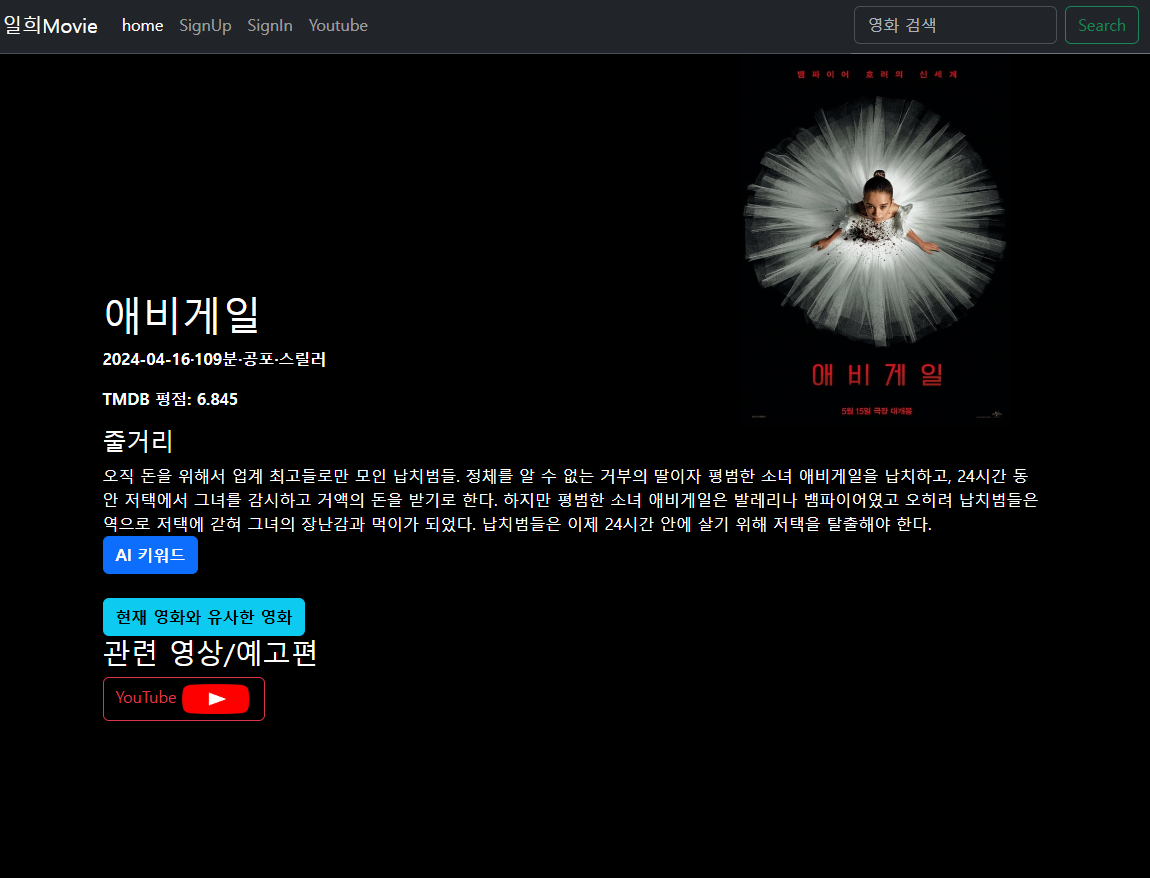 일희Movie home SignUp SignIn Youtube 영화 검색 Search
뱀파이어 호러의 신세계
애비게일
5월 15일 극장 대개봉
애비게일
2024-04-16·109분·공포·스릴러
TMDB 평점: 6.845
줄거리
오직 돈을 위해서 업계 최고들로만 모인 납치범들. 정체를 알 수 없는 거부의 딸이자 평범한 소녀 애비게일을 납치하고, 24시간 동
안 저택에서 그녀를 감시하고 거액의 돈을 받기로 한다. 하지만 평범한 소녀 애비게일은 발레리나 뱀파이어였고 오히려 납치범들은
역으로 저택에 갇혀 그녀의 장난감과 먹이가 되었다. 납치범들은 이제 24시간 안에 살기 위해 저택을 탈출해야 한다.
AI 키워드
현재 영화와 유사한 영화
관련 영상/예고편
YouTube